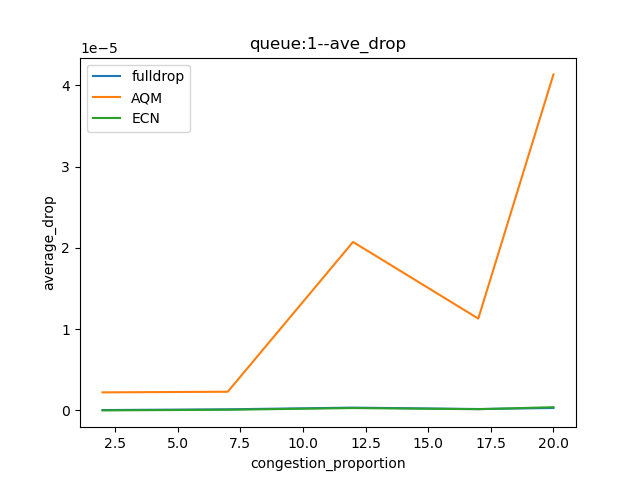 queue:1--ave_drop
1e−5
fulldrop
AQM
ECN
4
3
2
1
0
average_drop
2.5 5.0 7.5 10.0 12.5 15.0 17.5 20.0
congestion_proportion